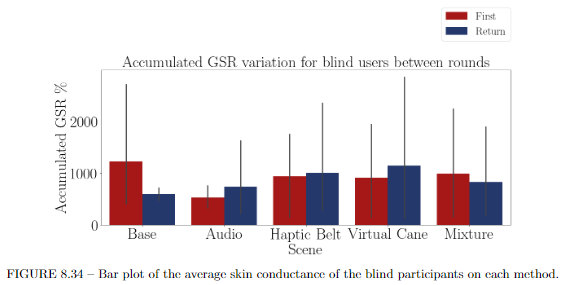 First
Return
Accumulated GSR variation for blind users between rounds
Accumulated GSR %
2000
1000
0
Base Audio Haptic Belt Virtual Cane Mixture
Scene
FIGURE 8.34 – Bar plot of the average skin conductance of the blind participants on each method.